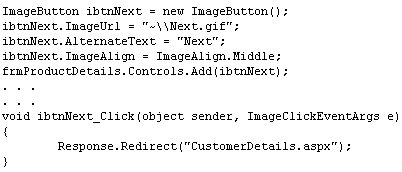 ImageButton ibtnNext = new ImageButton();
ibtnNext.ImageUrl = "~\\Next.gif";
ibtnNext.AlternateText = "Next";
ibtnNext.ImageAlign = ImageAlign.Middle;
frmProductDetails.Controls.Add(ibtnNext);
. . .
. . .
void ibtnNext_Click(object sender, ImageClickEventArgs e)
{
        Response.Redirect("CustomerDetails.aspx");
}